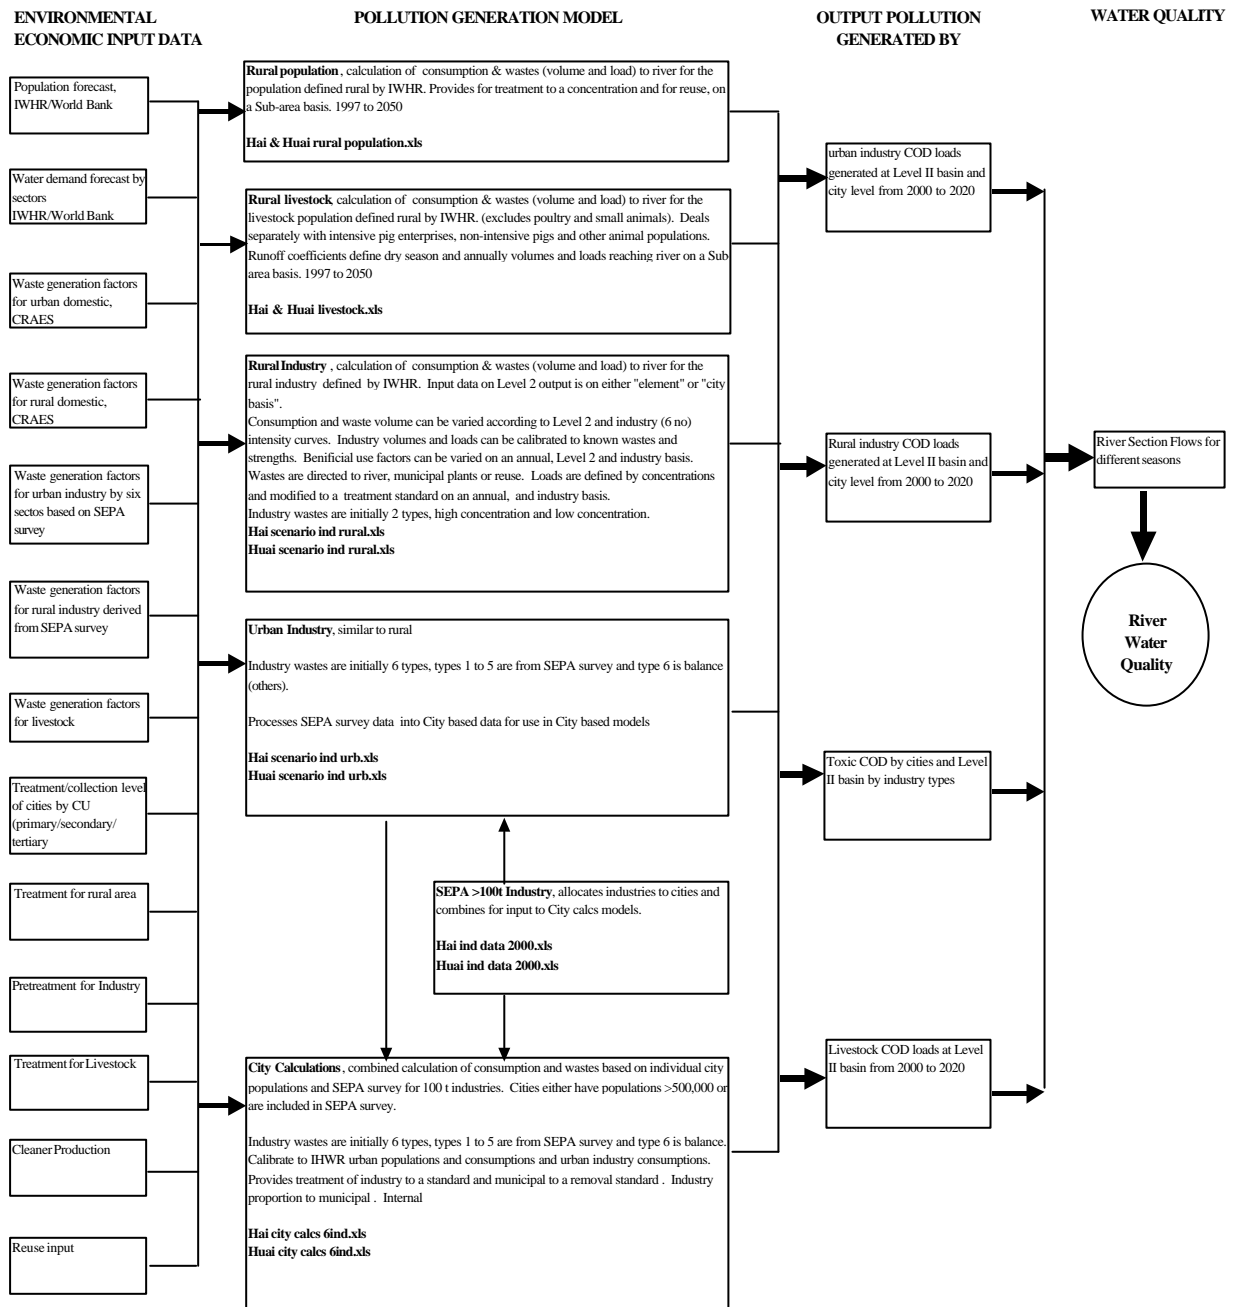 ENVIRONMENTAL
ECONOMIC INPUT DATA
POLLUTION GENERATION MODEL
OUTPUT POLLUTION
GENERATED BY
WATER QUALITY
Population forecast,
IWHR/World Bank
Water demand forecast by
sectors
IWHR/World Bank
Waste generation factors
for urban domestic,
CRAES
Waste generation factors
for rural domestic,
CRAES
Waste generation factors
for urban industry by six
sectos based on SEPA
survey
Waste generation factors
for rural industry derived
from SEPA survey
Waste generation factors
for livestock
Treatment/collection level
of cities by CU
(primary/secondary/
tertiary
Treatment for rural area
Pretreatment for Industry
Treatment for Livestock
Cleaner Production
Reuse input
Rural population, calculation of consumption & wastes (volume and load) to river for the
population defined rural by IWHR. Provides for treatment to a concentration and for reuse, on
a Sub-area basis. 1997 to 2050
Hai & Huai rural population.xls
Rural livestock, calculation of consumption & wastes (volume and load) to river for the
livestock population defined rural by IWHR. (excludes poultry and small animals). Deals
separately with intensive pig enterprises, non-intensive pigs and other animal populations.
Runoff coefficients define dry season and annually volumes and loads reaching river on a Sub
area basis. 1997 to 2050
Hai & Huai livestock.xls
Rural Industry , calculation of consumption & wastes (volume and load) to river for the
rural industry defined by IWHR. Input data on Level 2 output is on either "element" or "city
basis".
Consumption and waste volume can be varied according to Level 2 and industry (6 no)
intensity curves. Industry volumes and loads can be calibrated to known wastes and
strengths. Benificial use factors can be varied on an annual, Level 2 and industry basis.
Wastes are directed to river, municipal plants or reuse. Loads are defined by concentrations
and modified to a treatment standard on an annual, and industry basis.
Industry wastes are initially 2 types, high concentration and low concentration.
Hai scenario ind rural.xls
Huai scenario ind rural.xls
Urban Industry, similar to rural
Industry wastes are initially 6 types, types 1 to 5 are from SEPA survey and type 6 is balance
(others).
Processes SEPA survey data into City based data for use in City based models
Hai scenario ind urb.xls
Huai scenario ind urb.xls
SEPA >100t Industry, allocates industries to cities and
combines for input to City calcs models.
Hai ind data 2000.xls
Huai ind data 2000.xls
City Calculations, combined calculation of consumption and wastes based on individual city
populations and SEPA survey for 100 t industries. Cities either have populations >500,000 or
are included in SEPA survey.
Industry wastes are initially 6 types, types 1 to 5 are from SEPA survey and type 6 is balance.
Calibrate to IHWR urban populations and consumptions and urban industry consumptions.
Provides treatment of industry to a standard and municipal to a removal standard . Industry
proportion to municipal . Internal
Hai city calcs 6ind.xls
Huai city calcs 6ind.xls
urban industry COD loads
generated at Level II basin and
city level from 2000 to 2020
Rural industry COD loads
generated at Level II basin and
city level from 2000 to 2020
Toxic COD by cities and Level
II basin by industry types
Livestock COD loads at Level
II basin from 2000 to 2020
River Section Flows for
different seasons
River
Water
Quality